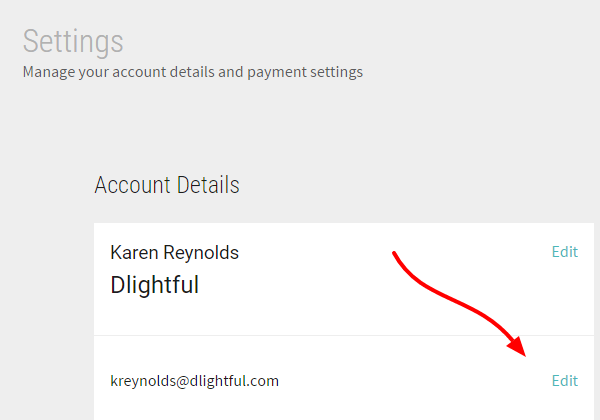 Settings
Manage your account details and payment settings
Account Details
Karen Reynolds
Edit
Dlightful
kreynolds@dlightful.com
Edit